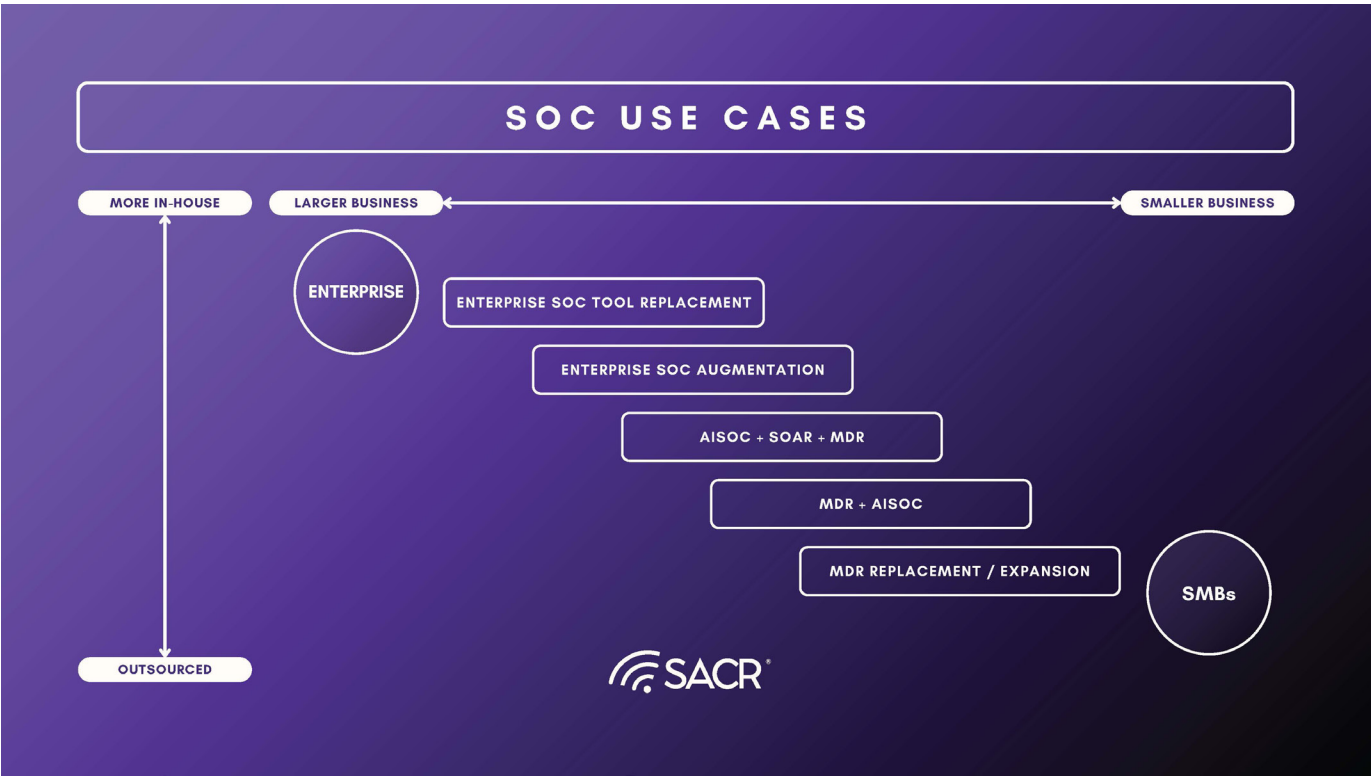 SOC USE CASES
MORE IN-HOUSE
LARGER BUSINESS
SMALLER BUSINESS
ENTERPRISE
ENTERPRISE SOC TOOL REPLACEMENT
ENTERPRISE SOC AUGMENTATION
AISOC + SOAR + MDR
MDR + AISOC
MDR REPLACEMENT / EXPANSION
SMBs
OUTSOURCED
SACR